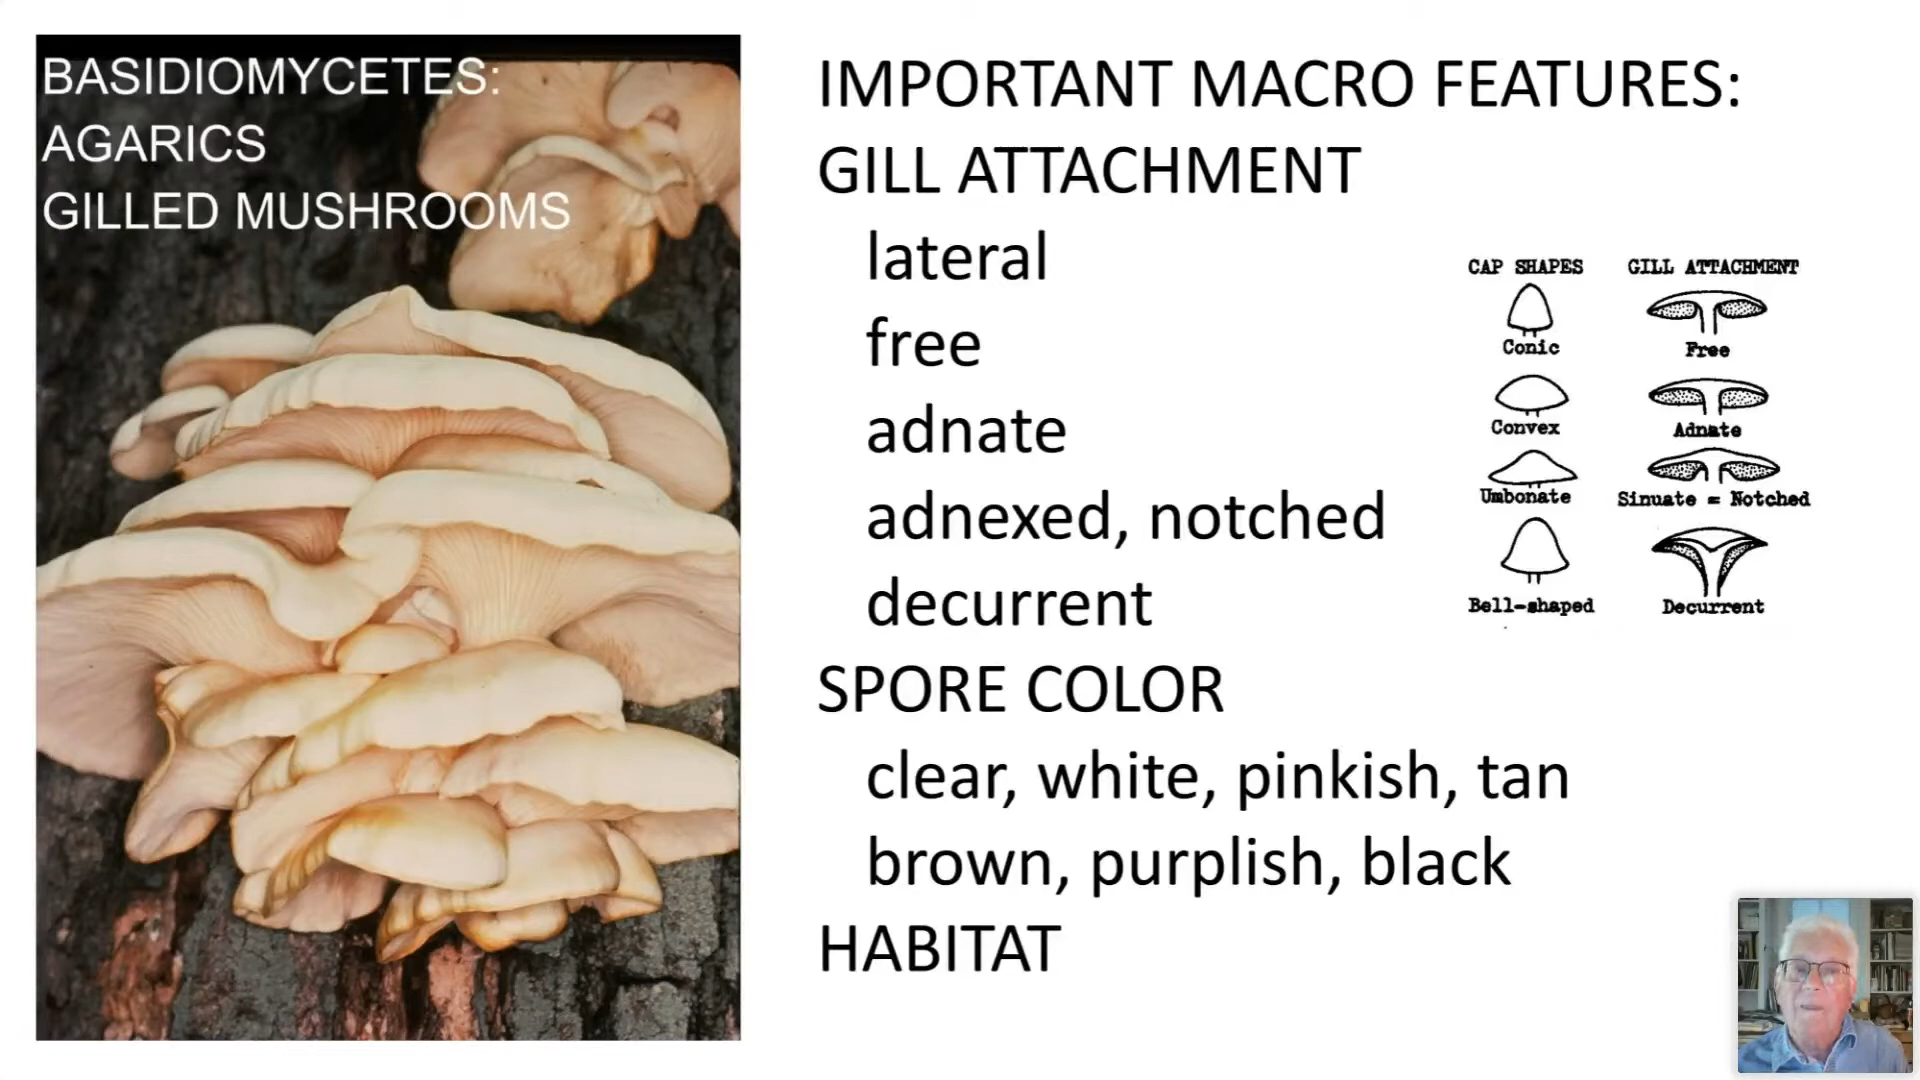 BASIDIOMYCETES:
AGARICS
GILLED MUSHROOMS
IMPORTANT MACRO FEATURES:
GILL ATTACHMENT
lateral
free
adnate
adnexed, notched
decurrent
SPORE COLOR
clear, white, pinkish, tan
brown, purplish, black
HABITAT
CAP SHAPES
Conic
Convex
Umbonate
Bell-shaped
GILL ATTACHMENT
Free
Adnate
Sinuate = Notched
Decurrent